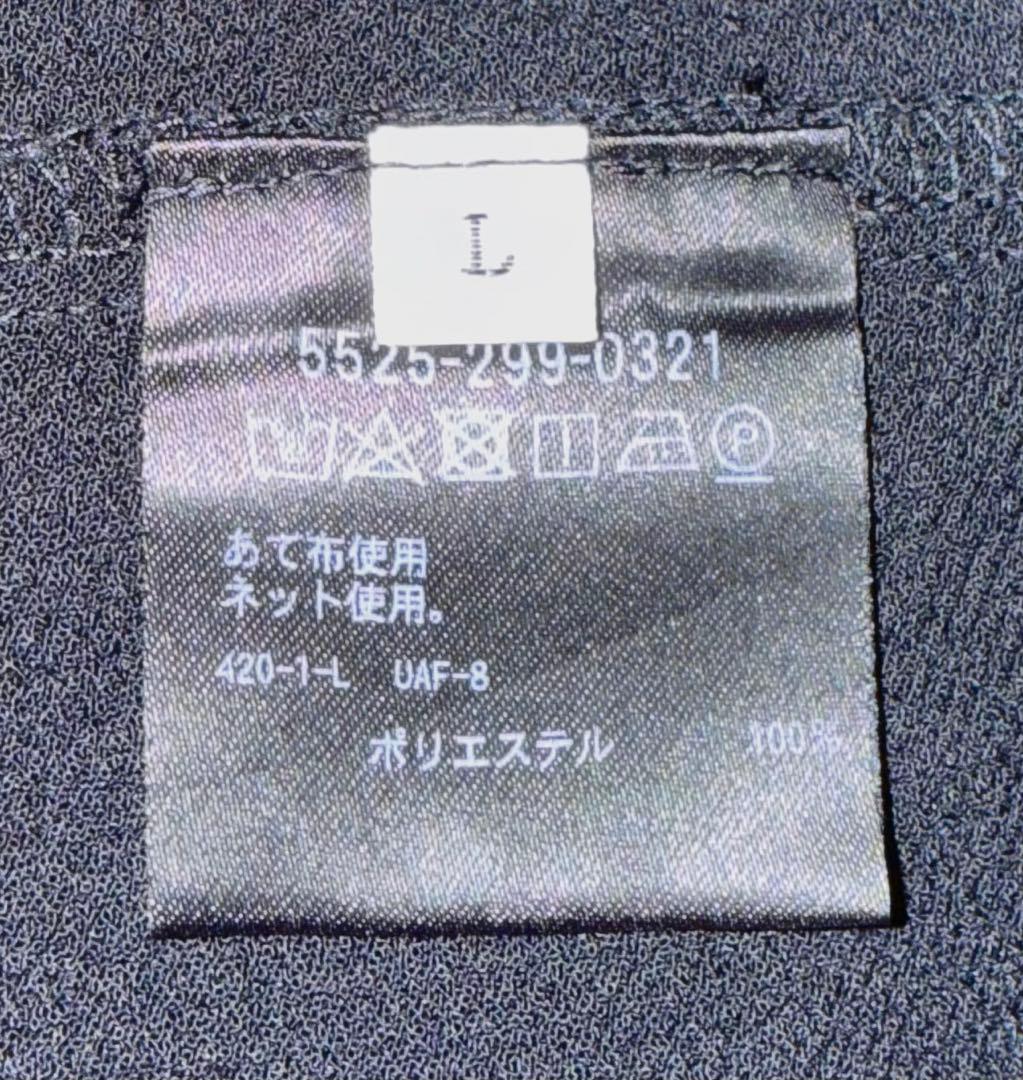 L
5525-299-0321
P
あて布使用
ネット使用。
420-1-L UAF-8
ポリエステル 100%